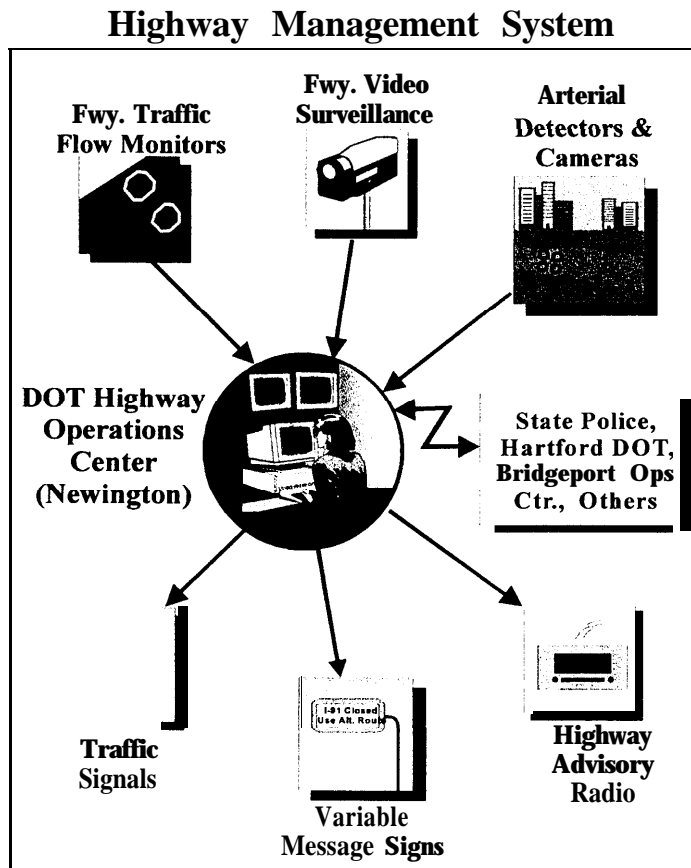 Highway Management System
Fwy. Traffic
Flow Monitors
Fwy. Video
Surveillance
Arterial
Detectors &
Cameras
DOT Highway
Operations
Center
(Newington)
State Police,
Hartford DOT,
Bridgeport Ops
Ctr., Others
Traffic
Signals
I-91 Closed
Use Alt. Route
Variable
Message Signs
Highway
Advisory
Radio